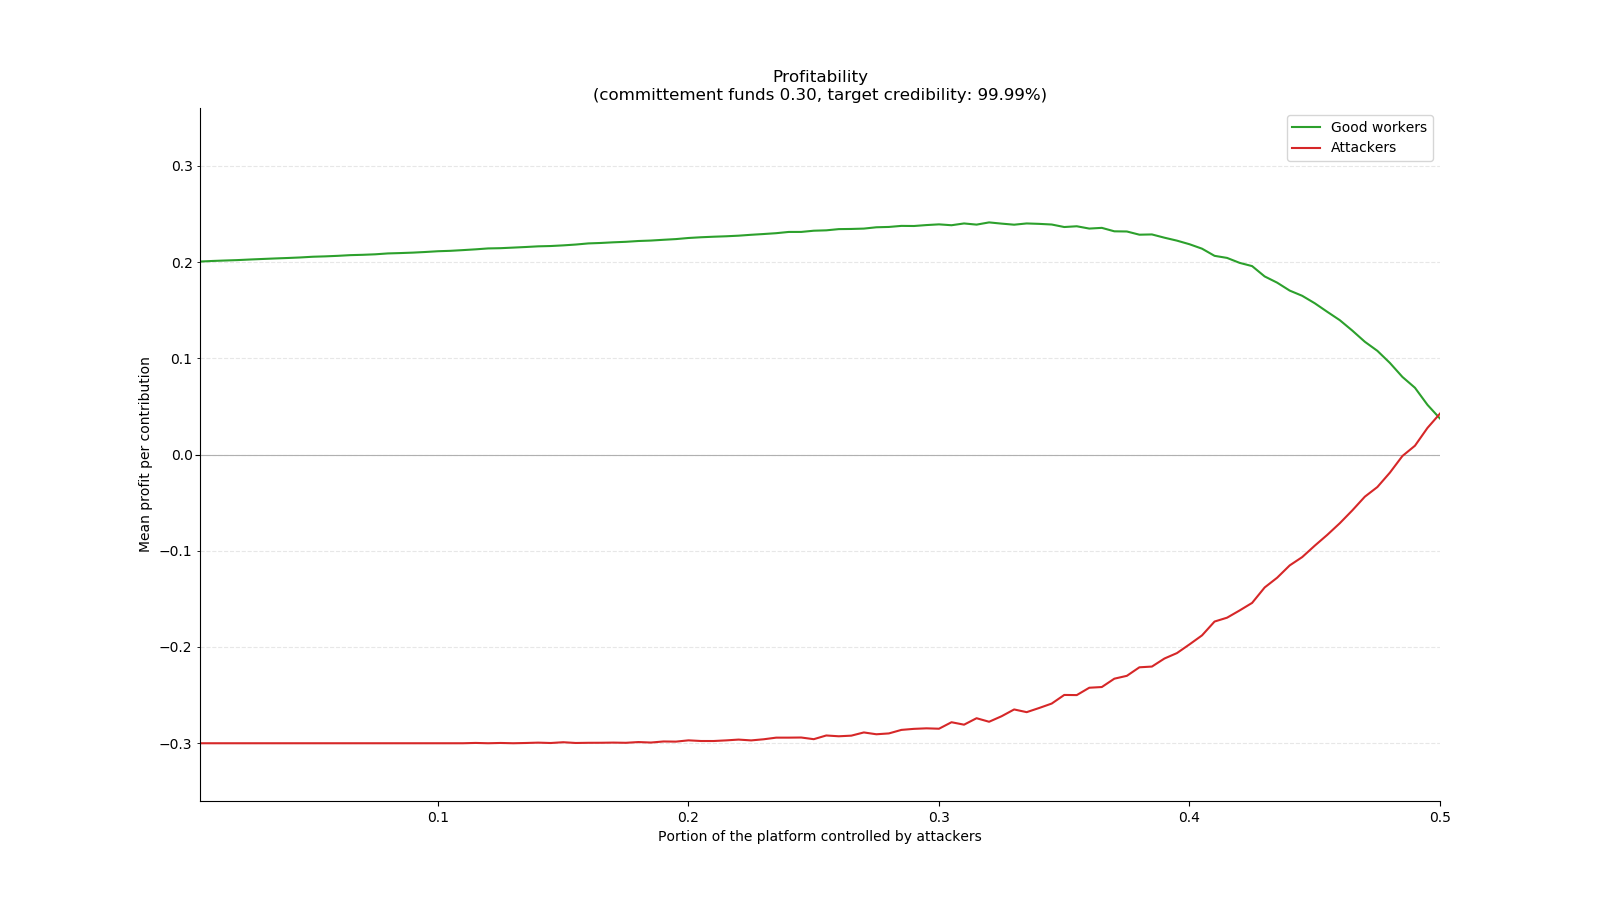 Profitability
(committement funds 0.30, target credibility: 99.99%)
Good workers
Attackers
0.3
0.2
0.1
0.0
−0.1
−0.2
−0.3
Mean profit per contribution
0.1
0.2
0.3
0.4
0.5
Portion of the platform controlled by attackers